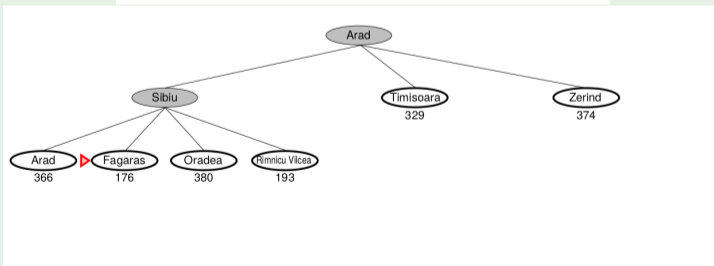 Arad
Sibiu Timisoara Zerind
329 374
Arad Fagaras Oradea Rimnicu Vilcea
366 176 380 193